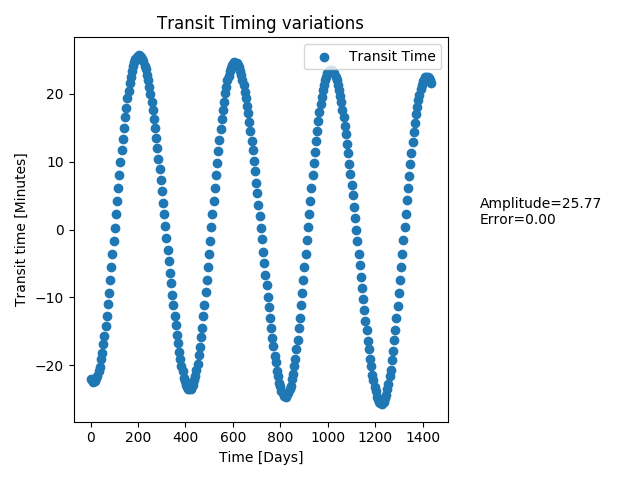 Transit Timing variations
Transit Time
Transit time [Minutes]
20
10
0
−10
−20
0 200 400 600 800 1000 1200 1400
Time [Days]
Amplitude=25.77
Error=0.00